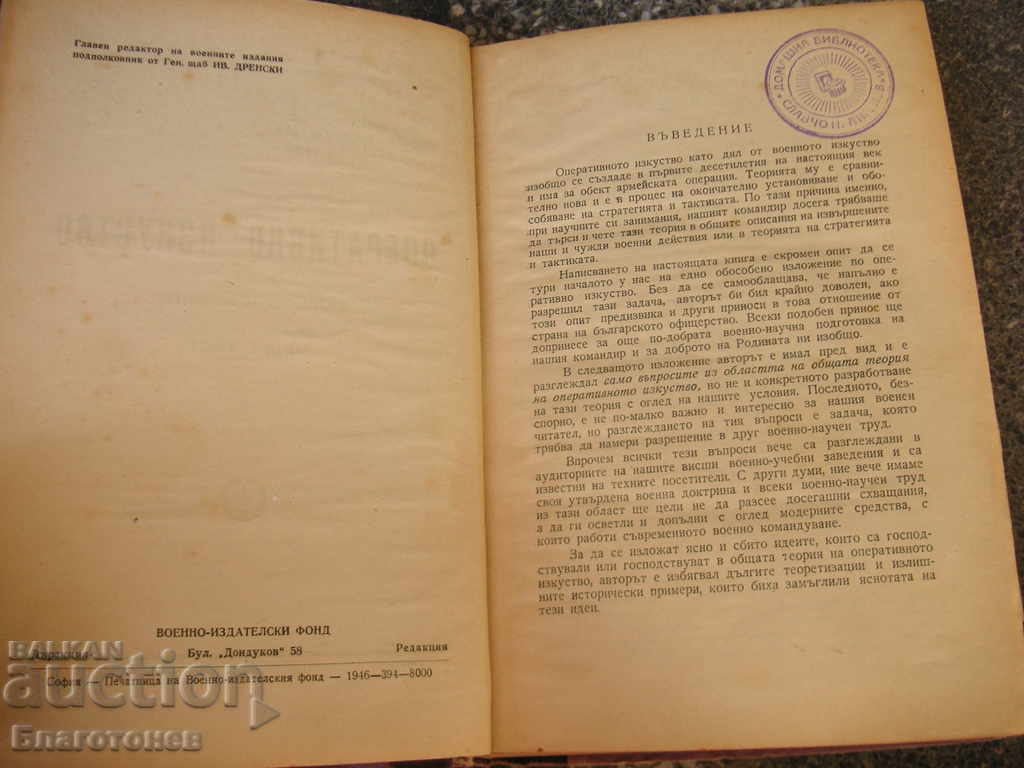 Главен редактор на военните издания
подполковник от Ген. щаб ИВ. ДРЕНСКИ
ВОЕННО-ИЗДАТЕЛСКИ ФОНД
Бул. „Дондуков" 58 Редакция
София — Печатница на Военно-издателския фонд — 1946—394—8000
BALKAN
auction
Благотонев
ДОМАШНА БИБЛИОТЕКА
СЛАВЧО П.
ВЪВЕДЕНИЕ
Оперативното изкуство като дял от военното изкуство
изобщо се създаде в първите десетилетия на настоящия век
и има за обект армейската операция. Теорията му е сравни-
телно нова и е в процес на окончателно установяване и обо-
собяване на стратегията и тактиката. По тази причина именно,
при научните си занимания, нашият командир досега трябваше
да търси и чете тази теория в общите описания на извършените
наши и чужди военни действия или в теорията на стратегията
и тактиката.
Написването на настоящата книга е скромен опит да се
тури началото у нас на едно обособено изложение во опе-
ративно изкуство. Без да се самооблащава, че напълно е
разрешил тази задача, авторът би бил крайно доволен, ако
този опит предизвика и други приноси в това отношение от
страна на българското офицерство. Всеки подобен принос ще
допринесе за още по-добрата военно-научна подготовка на
нашия командир и за доброто на Родината ни изобщо.
В следващото изложение авторът е имал пред вид и е
разглеждал само въпросите из областта на общата теория
на оперативното изкуство, но не и конкретното разработване
на тази теория с оглед на нашите условия. Последното, без-
спорно, е не по-малко важно и интересно за нашия военен
читател, но разглеждането на тия въпроси е задача, която
трябва да намери разрешение в друг военно-научен труд.
Впрочем всички тези въпроси вече са разглеждани в
аудиторните на нашите висши военно-учебни заведения и са
известни на техните посетители. С други думи, ние вече имаме
своя утвърдена военна доктрина и всеки военно-научен труд
из тази област ще цели не да разсее досегашни схващания,
а да ги осветли и допълни с оглед модерните средства, с
които работи съвременното военно командуване.
За да се изложат ясно и сбито идеите, които са господ-
ствували или господствуват в общата теория на оперативното
изкуство, авторът е избягвал дългите теоретизации и излиш-
ните исторически примери, които биха замъглили яснотата на
тези идеи.